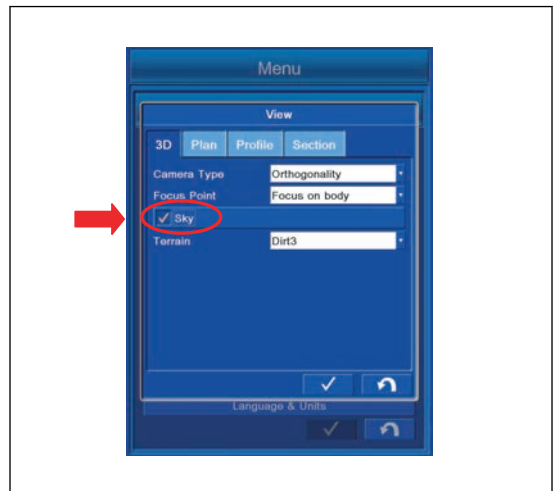 Menu
View
3D Plan Profile Section
Camera Type Orthogonality
Focus Point Focus on body
Sky
Terrain Dirt3
Language & Units